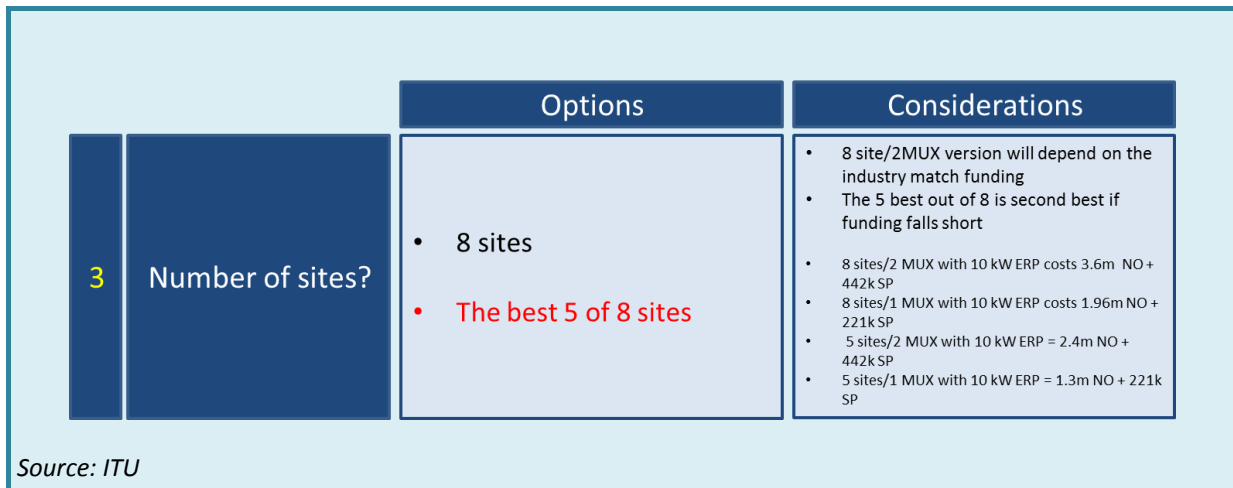 Options
Considerations
3
Number of sites?
• 8 sites
• The best 5 of 8 sites
• 8 site/2MUX version will depend on the
industry match funding
• The 5 best out of 8 is second best if
funding falls short
• 8 sites/2 MUX with 10 kW ERP costs 3.6m NO +
442k SP
• 8 sites/1 MUX with 10 kW ERP costs 1.96m NO +
221k SP
• 5 sites/2 MUX with 10 kW ERP = 2.4m NO +
442k SP
• 5 sites/1 MUX with 10 kW ERP = 1.3m NO + 221k
SP
Source: ITU